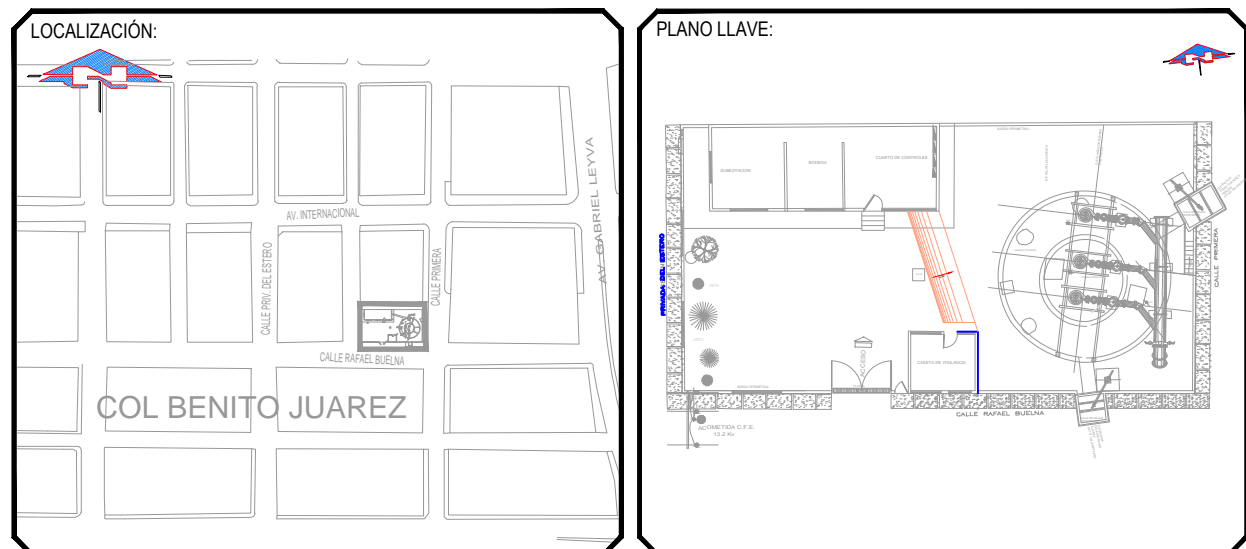 LOCALIZACIÓN:
AV. INTERNACIONAL
AV. GABRIEL LEYVA
CALLE PRIV. DEL ESTERO
CALLE PRIMERA
CALLE RAFAEL BUELNA
COL BENITO JUAREZ
PLANO LLAVE:
SUBESTACION
BODEGA
CUARTO DE CONTROLES
PRIVADA DEL ESTERO
CALLE PRIMERA
ACCESO
CUARTO DE VIGILANCIA
CALLE RAFAEL BUELNA
ACOMETIDA C.F.E.
13.2 Kv